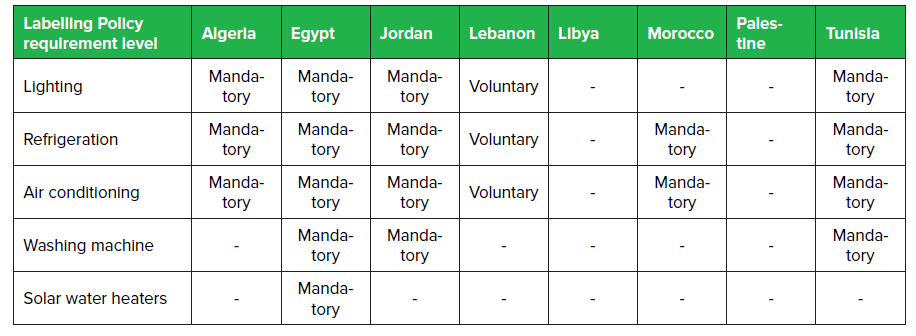 Labelling Policy requirement level | Algeria | Egypt | Jordan | Lebanon | Libya | Morocco | Pales-tine | Tunisia
Lighting | Manda-tory | Manda-tory | Manda-tory | Voluntary | - | - | - | Manda-tory
Refrigeration | Manda-tory | Manda-tory | Manda-tory | Voluntary | - | Manda-tory | - | Manda-tory
Air conditioning | Manda-tory | Manda-tory | Manda-tory | Voluntary | - | Manda-tory | - | Manda-tory
Washing machine | - | Manda-tory | Manda-tory | - | - | - | - | Manda-tory
Solar water heaters | - | Manda-tory | - | - | - | - | - | -